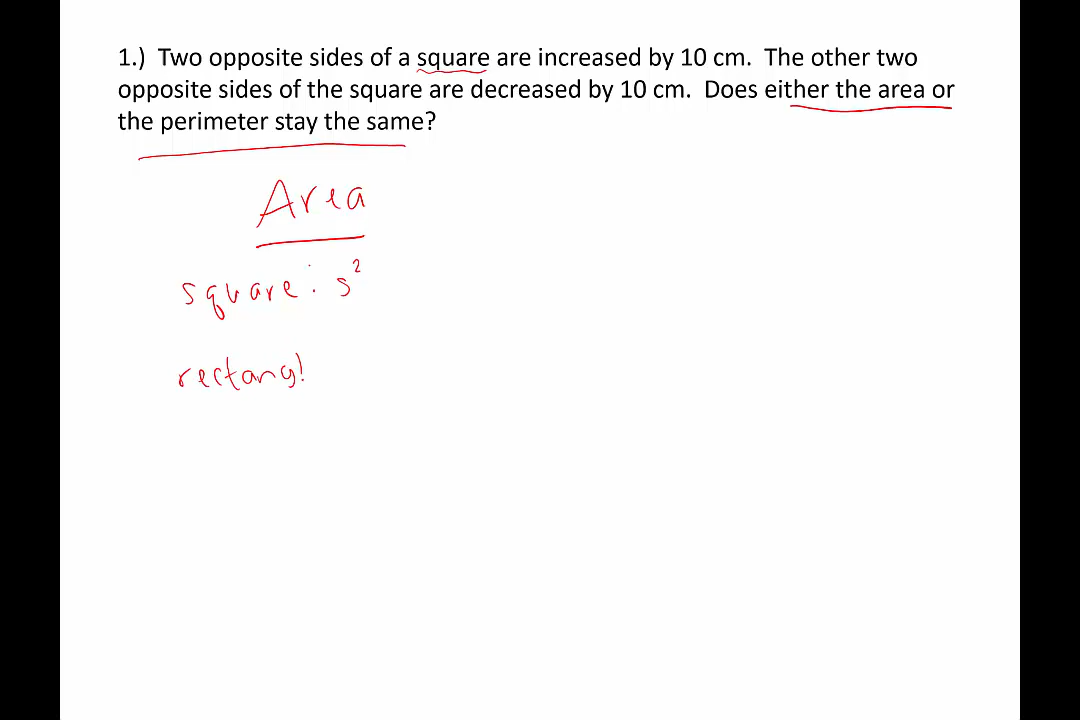 1.) Two opposite sides of a square are increased by 10 cm. The other two
opposite sides of the square are decreased by 10 cm. Does either the area or
the perimeter stay the same?
Area
square: s²
rectangl